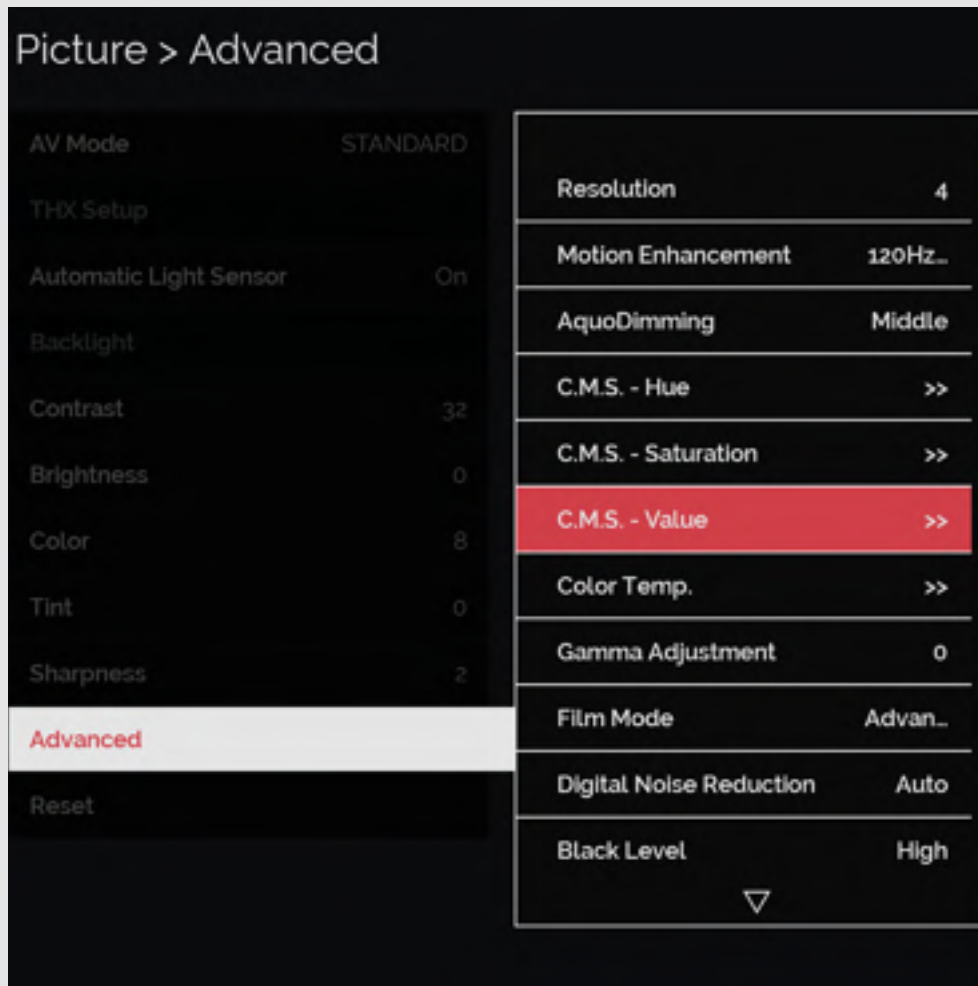 Picture > Advanced
AV Mode STANDARD
THX Setup
Automatic Light Sensor On
Backlight
Contrast 32
Brightness 0
Color 8
Tint 0
Sharpness 2
Advanced
Reset
Resolution 4
Motion Enhancement 120Hz...
AquoDimming Middle
C.M.S. - Hue >>
C.M.S. - Saturation >>
C.M.S. - Value >>
Color Temp. >>
Gamma Adjustment 0
Film Mode Advan...
Digital Noise Reduction Auto
Black Level High